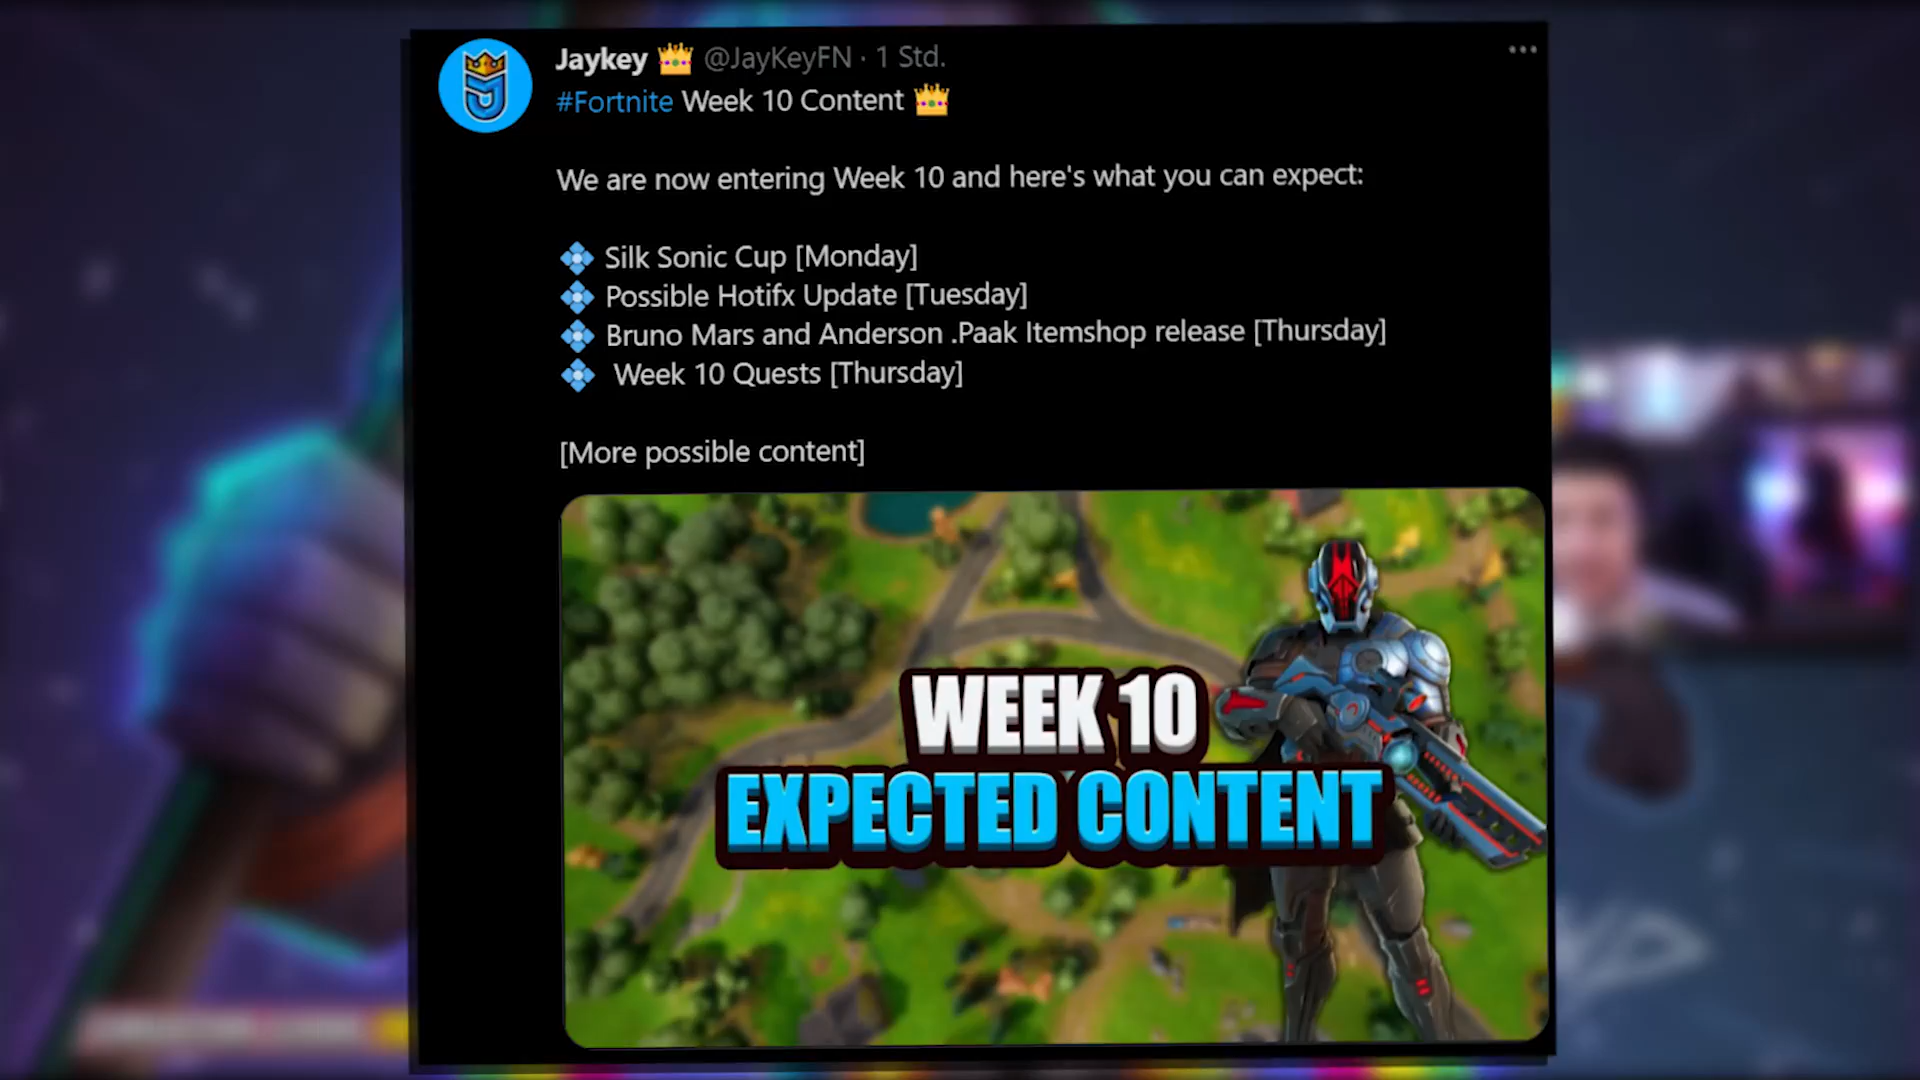 Jaykey 👑 @JayKeyFN · 1 Std.
#Fortnite Week 10 Content 👑
We are now entering Week 10 and here's what you can expect:
💠 Silk Sonic Cup [Monday]
💠 Possible Hotifx Update [Tuesday]
💠 Bruno Mars and Anderson .Paak Itemshop release [Thursday]
💠 Week 10 Quests [Thursday]
[More possible content]
WEEK 10
EXPECTED CONTENT